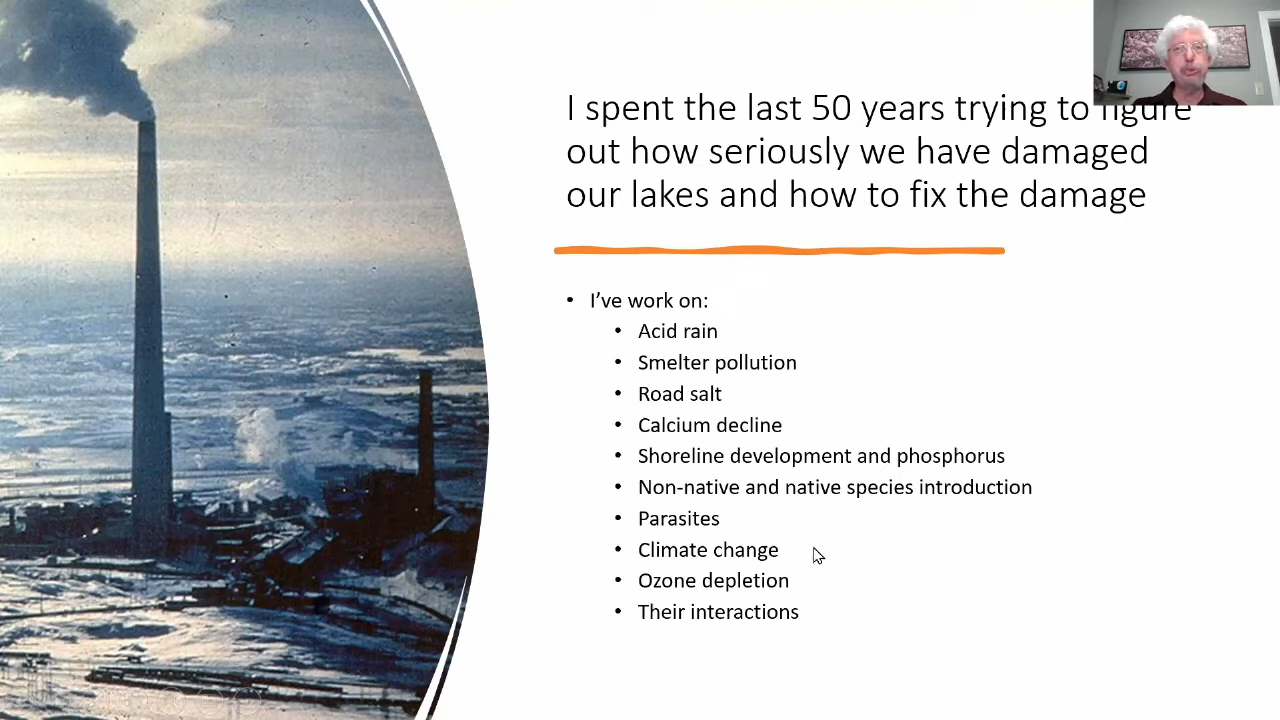 I spent the last 50 years trying to figure
out how seriously we have damaged
our lakes and how to fix the damage
• I've work on:
• Acid rain
• Smelter pollution
• Road salt
• Calcium decline
• Shoreline development and phosphorus
• Non-native and native species introduction
• Parasites
• Climate change
• Ozone depletion
• Their interactions